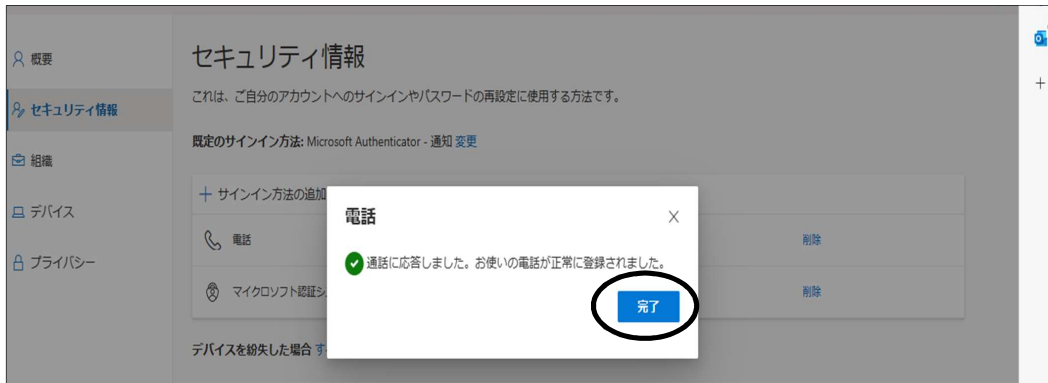 概要
セキュリティ情報
組織
デバイス
プライバシー
セキュリティ情報
これは、ご自分のアカウントへのサインインやパスワードの再設定に使用する方法です。
既定のサインイン方法: Microsoft Authenticator - 通知 変更
+ サインイン方法の追加
電話 削除
マイクロソフト認証シ 削除
デバイスを紛失した場合 す
電話
通話に応答しました。お使いの電話が正常に登録されました。
完了